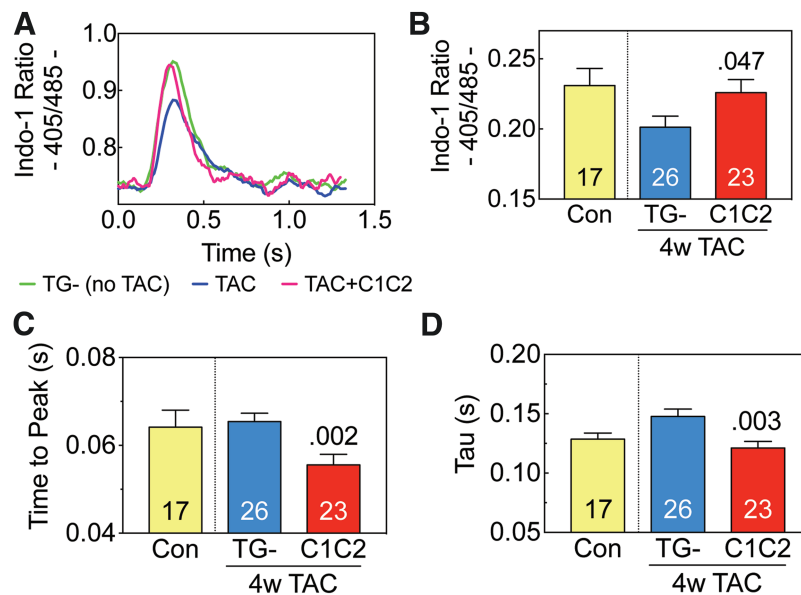 A
Indo-1 Ratio
- 405/485 -
1.0
0.9
0.8
0.0
0.5
1.0
1.5
Time (s)
TG- (no TAC)
TAC
TAC+C1C2
B
Indo-1 Ratio
- 405/485 -
0.25
0.20
0.15
.047
17
26
23
Con
TG-
C1C2
4w TAC
C
Time to Peak (s)
0.08
0.06
0.04
.002
17
26
23
Con
TG-
C1C2
4w TAC
D
Tau (s)
0.20
0.15
0.10
0.05
.003
17
26
23
Con
TG-
C1C2
4w TAC